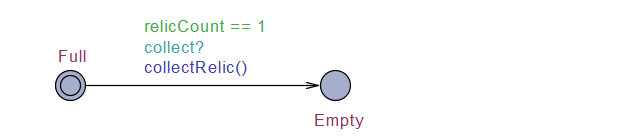 relicCount == 1
collect?
collectRelic()
Full
Empty